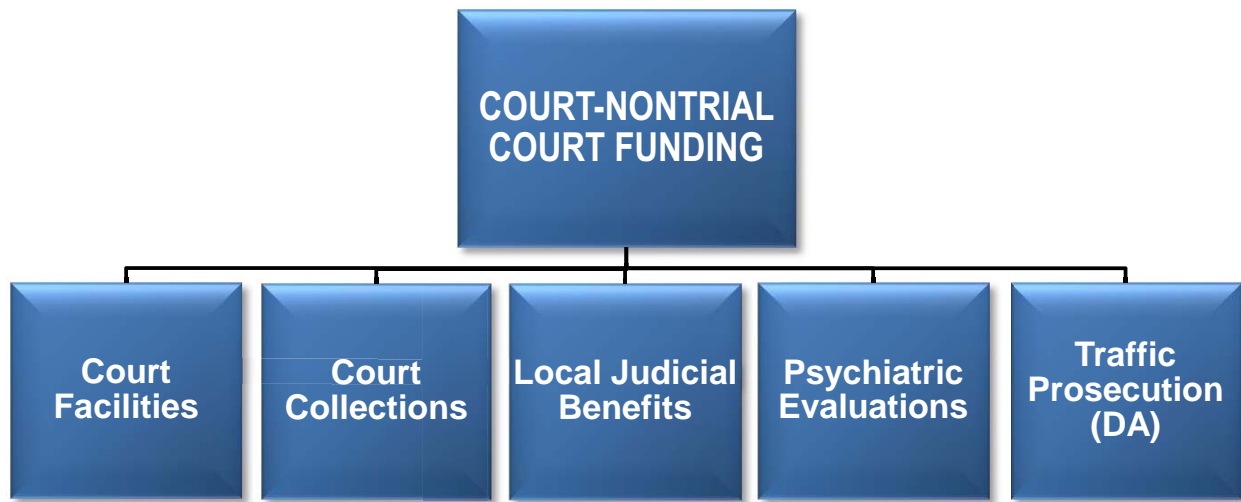 COURT-NONTRIAL
COURT FUNDING
Court
Facilities
Court
Collections
Local Judicial
Benefits
Psychiatric
Evaluations
Traffic
Prosecution
(DA)